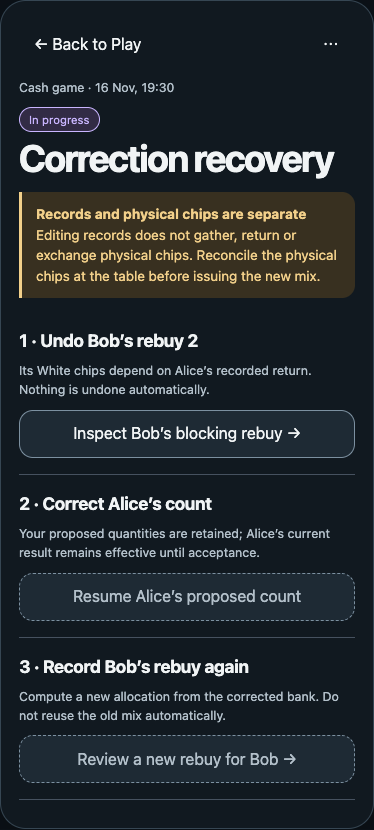 ← Back to Play
...
Cash game · 16 Nov, 19:30
In progress
Correction recovery
Records and physical chips are separate
Editing records does not gather, return or
exchange physical chips. Reconcile the physical
chips at the table before issuing the new mix.
1 · Undo Bob’s rebuy 2
Its White chips depend on Alice’s recorded return.
Nothing is undone automatically.
Inspect Bob’s blocking rebuy →
2 · Correct Alice’s count
Your proposed quantities are retained; Alice’s current
result remains effective until acceptance.
Resume Alice’s proposed count
3 · Record Bob’s rebuy again
Compute a new allocation from the corrected bank. Do
not reuse the old mix automatically.
Review a new rebuy for Bob →